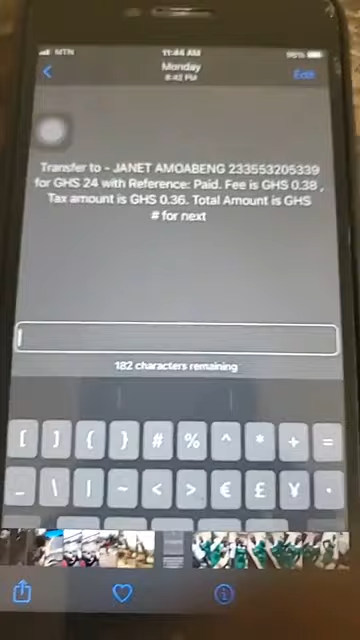 MTN 11:44 AM 98%
Monday
8:42 PM
Edit
Transfer to - JANET AMOABENG 233553205339
for GHS 24 with Reference: Paid. Fee is GHS 0.38 ,
Tax amount is GHS 0.36. Total Amount is GHS
# for next
182 characters remaining
[ ] { } # % ^ * + =
_ \ | ~ < > € £ ¥ •